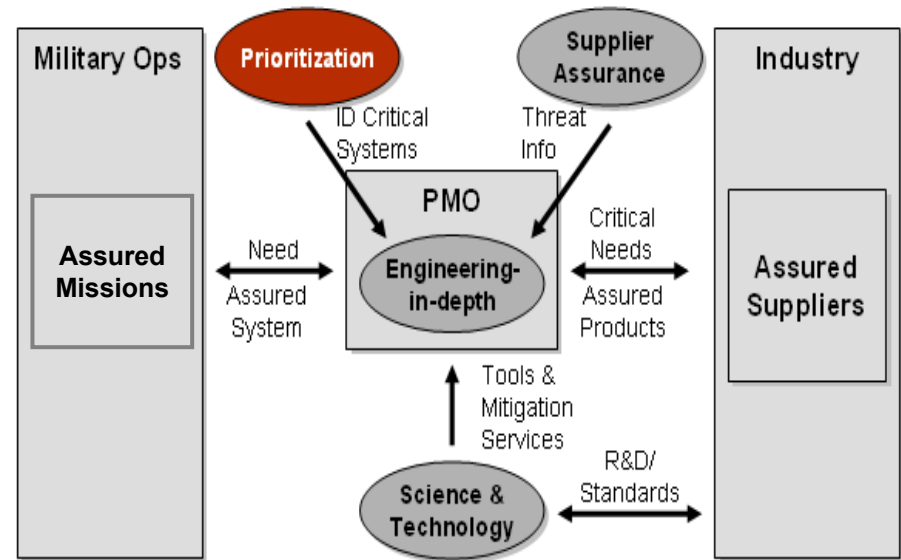 Military Ops
Prioritization
Supplier
Assurance
Industry
ID Critical
Systems
Threat
Info
PMO
Assured
Missions
Need
Assured
System
Engineering-
in-depth
Critical
Needs
Assured
Products
Assured
Suppliers
Tools &
Mitigation
Services
Science &
Technology
R&D/
Standards